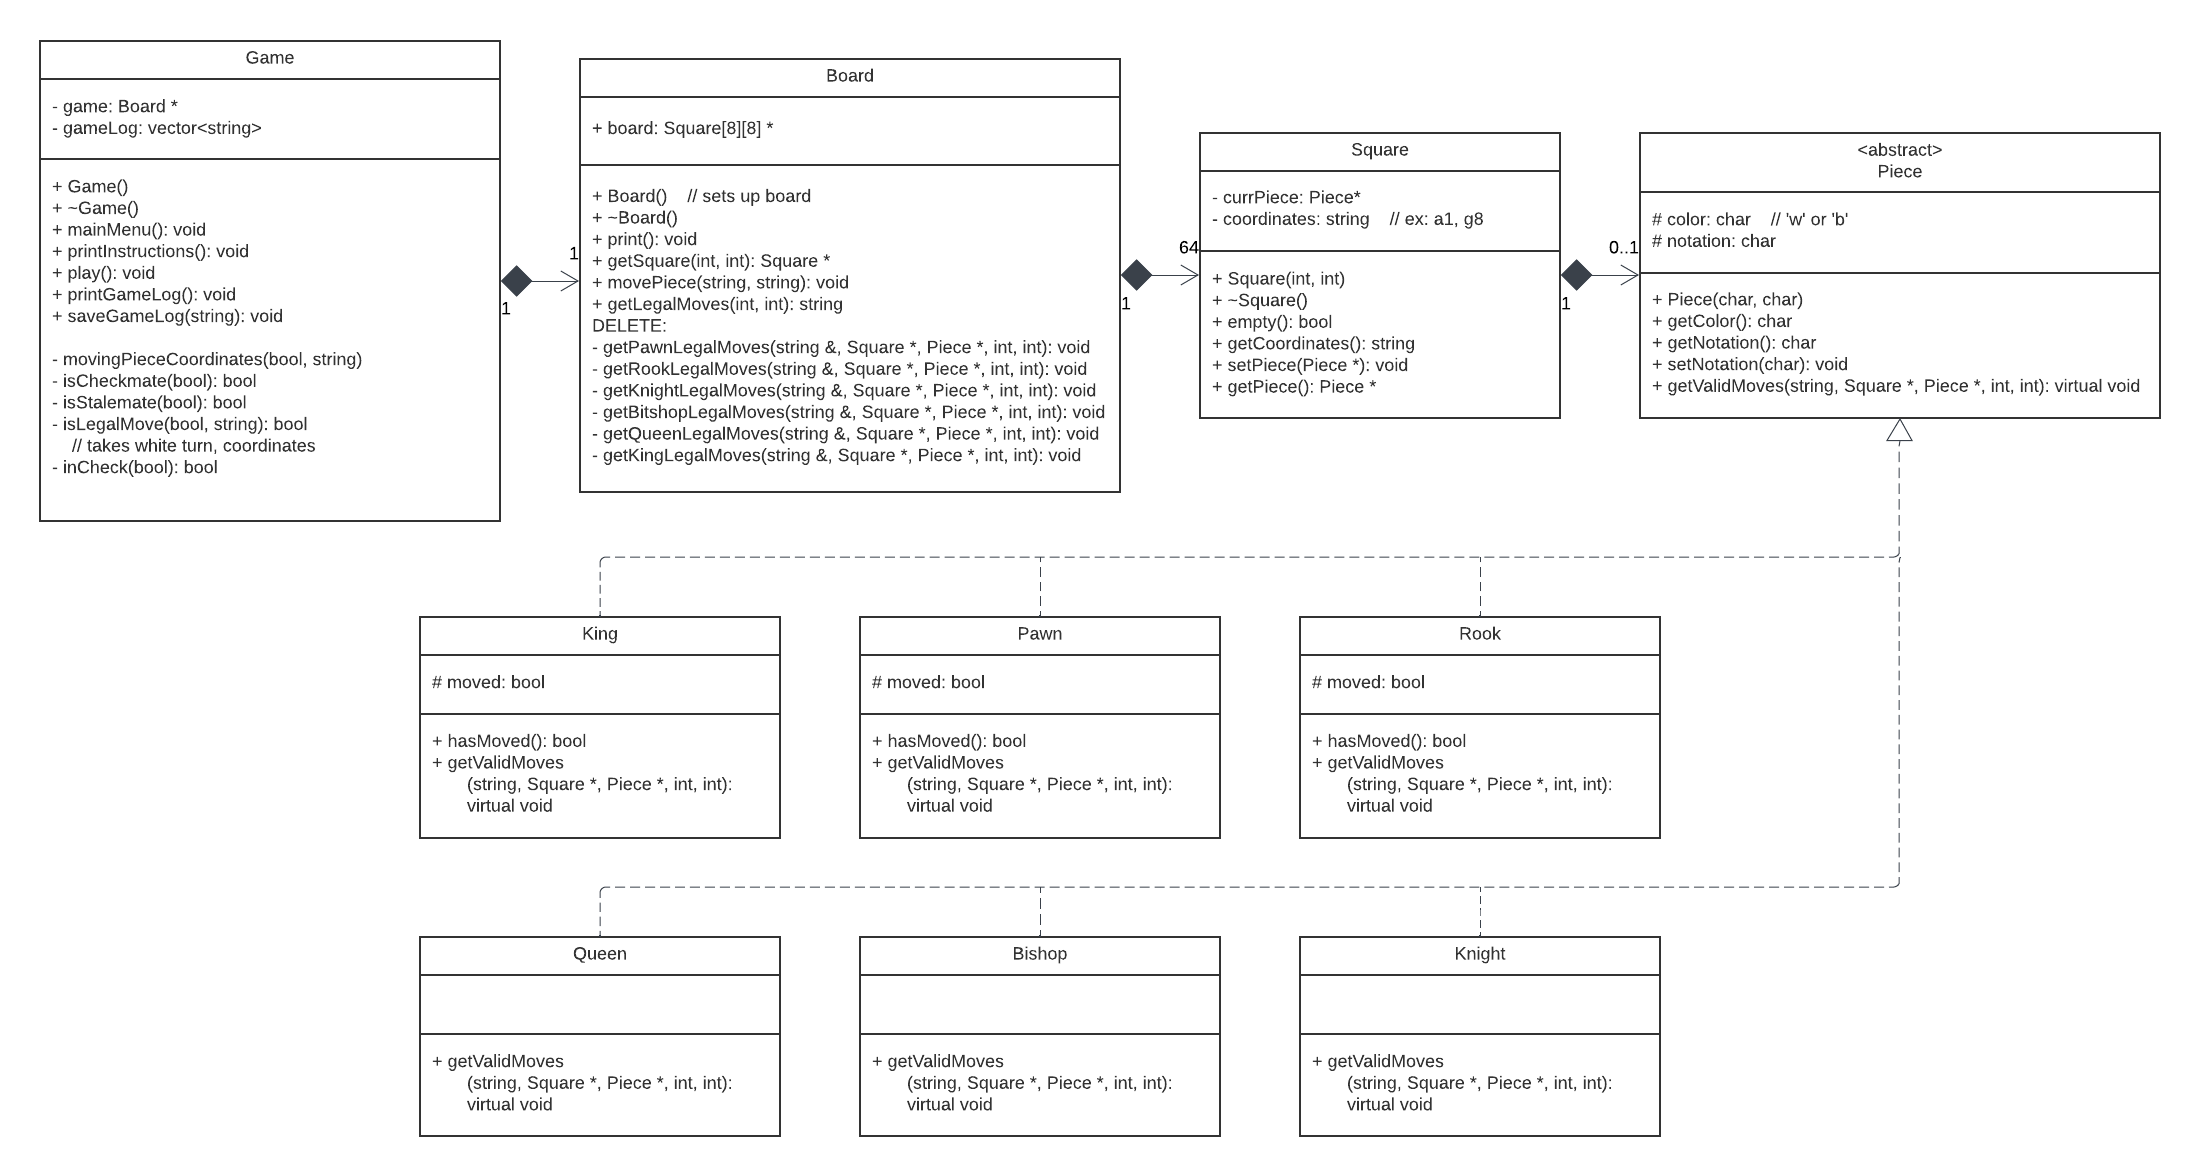 Game
- game: Board *
- gameLog: vector<string>
+ Game()
+ ~Game()
+ mainMenu(): void
+ printInstructions(): void
+ play(): void
+ printGameLog(): void
+ saveGameLog(string): void
- movingPieceCoordinates(bool, string)
- isCheckmate(bool): bool
- isStalemate(bool): bool
- isLegalMove(bool, string): bool
// takes white turn, coordinates
- inCheck(bool): bool
1
1
Board
+ board: Square[8][8] *
+ Board()    // sets up board
+ ~Board()
+ print(): void
+ getSquare(int, int): Square *
+ movePiece(string, string): void
+ getLegalMoves(int, int): string
DELETE:
- getPawnLegalMoves(string &, Square *, Piece *, int, int): void
- getRookLegalMoves(string &, Square *, Piece *, int, int): void
- getKnightLegalMoves(string &, Square *, Piece *, int, int): void
- getBitshopLegalMoves(string &, Square *, Piece *, int, int): void
- getQueenLegalMoves(string &, Square *, Piece *, int, int): void
- getKingLegalMoves(string &, Square *, Piece *, int, int): void
64
1
Square
- currPiece: Piece*
- coordinates: string    // ex: a1, g8
+ Square(int, int)
+ ~Square()
+ empty(): bool
+ getCoordinates(): string
+ setPiece(Piece *): void
+ getPiece(): Piece *
0..1
1
<abstract>
Piece
# color: char    // 'w' or 'b'
# notation: char
+ Piece(char, char)
+ getColor(): char
+ getNotation(): char
+ setNotation(char): void
+ getValidMoves(string, Square *, Piece *, int, int): virtual void
King
# moved: bool
+ hasMoved(): bool
+ getValidMoves
(string, Square *, Piece *, int, int):
virtual void
Pawn
# moved: bool
+ hasMoved(): bool
+ getValidMoves
(string, Square *, Piece *, int, int):
virtual void
Rook
# moved: bool
+ hasMoved(): bool
+ getValidMoves
(string, Square *, Piece *, int, int):
virtual void
Queen
+ getValidMoves
(string, Square *, Piece *, int, int):
virtual void
Bishop
+ getValidMoves
(string, Square *, Piece *, int, int):
virtual void
Knight
+ getValidMoves
(string, Square *, Piece *, int, int):
virtual void